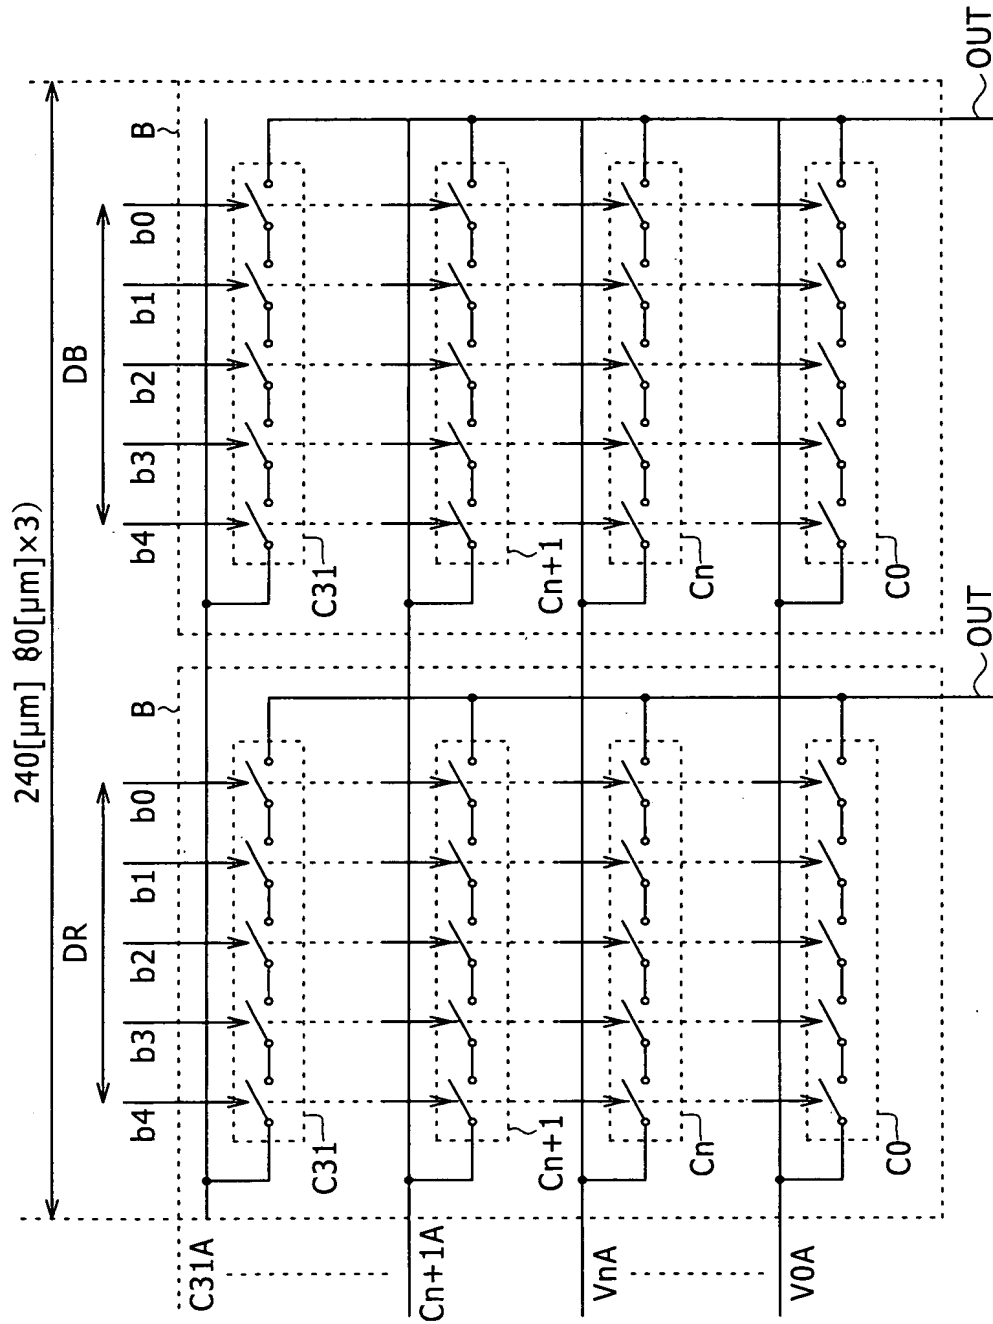 240[µm] 80[µm]×3)
DR
DB
b4
b3
b2
b1
b0
B
b4
b3
b2
b1
b0
B
C31A
C31
C31
Cn+1A
Cn+1
Cn+1
VnA
Cn
Cn
V0A
C0
C0
OUT
OUT